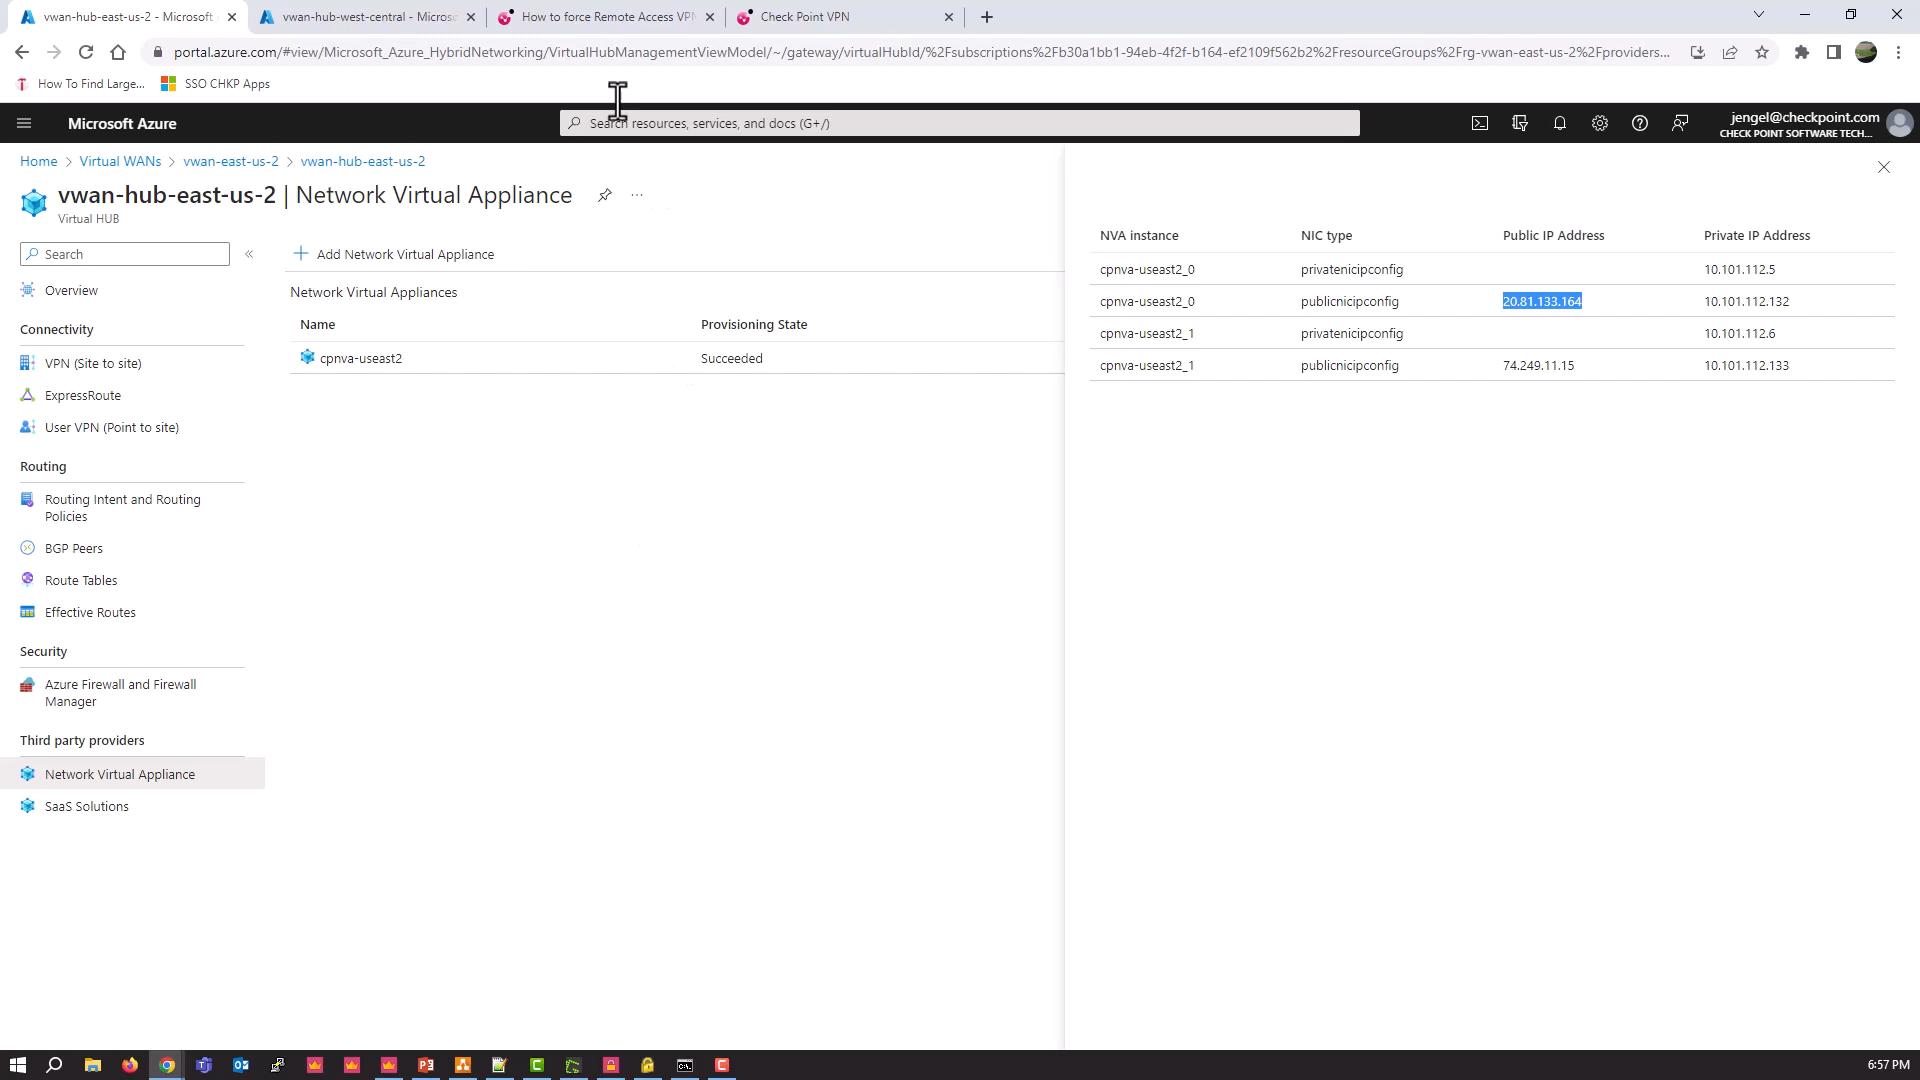 vwan-hub-east-us-2 - Microsoft
vwan-hub-west-central - Micros
How to force Remote Access VPN
Check Point VPN
portal.azure.com/#view/Microsoft_Azure_HybridNetworking/VirtualHubManagementViewModel/~/gateway/virtualHubId/%2Fsubscriptions%2Fb30a1bb1-94eb-4f2f-b164-ef2109f562b2%2FresourceGroups%2Frg-vwan-east-us-2%2Fproviders...
How To Find Large...
SSO CHKP Apps
Microsoft Azure
Search resources, services, and docs (G+/)
jengel@checkpoint.com
CHECK POINT SOFTWARE TECH...
Home > Virtual WANs > vwan-east-us-2 > vwan-hub-east-us-2
vwan-hub-east-us-2 | Network Virtual Appliance
Virtual HUB
Search
Overview
Connectivity
VPN (Site to site)
ExpressRoute
User VPN (Point to site)
Routing
Routing Intent and Routing
Policies
BGP Peers
Route Tables
Effective Routes
Security
Azure Firewall and Firewall
Manager
Third party providers
Network Virtual Appliance
SaaS Solutions
Add Network Virtual Appliance
Network Virtual Appliances
Name Provisioning State
cpnva-useast2 Succeeded
NVA instance NIC type Public IP Address Private IP Address
cpnva-useast2_0 privatenicipconfig 10.101.112.5
cpnva-useast2_0 publicnicipconfig 20.81.133.164 10.101.112.132
cpnva-useast2_1 privatenicipconfig 10.101.112.6
cpnva-useast2_1 publicnicipconfig 74.249.11.15 10.101.112.133
6:57 PM